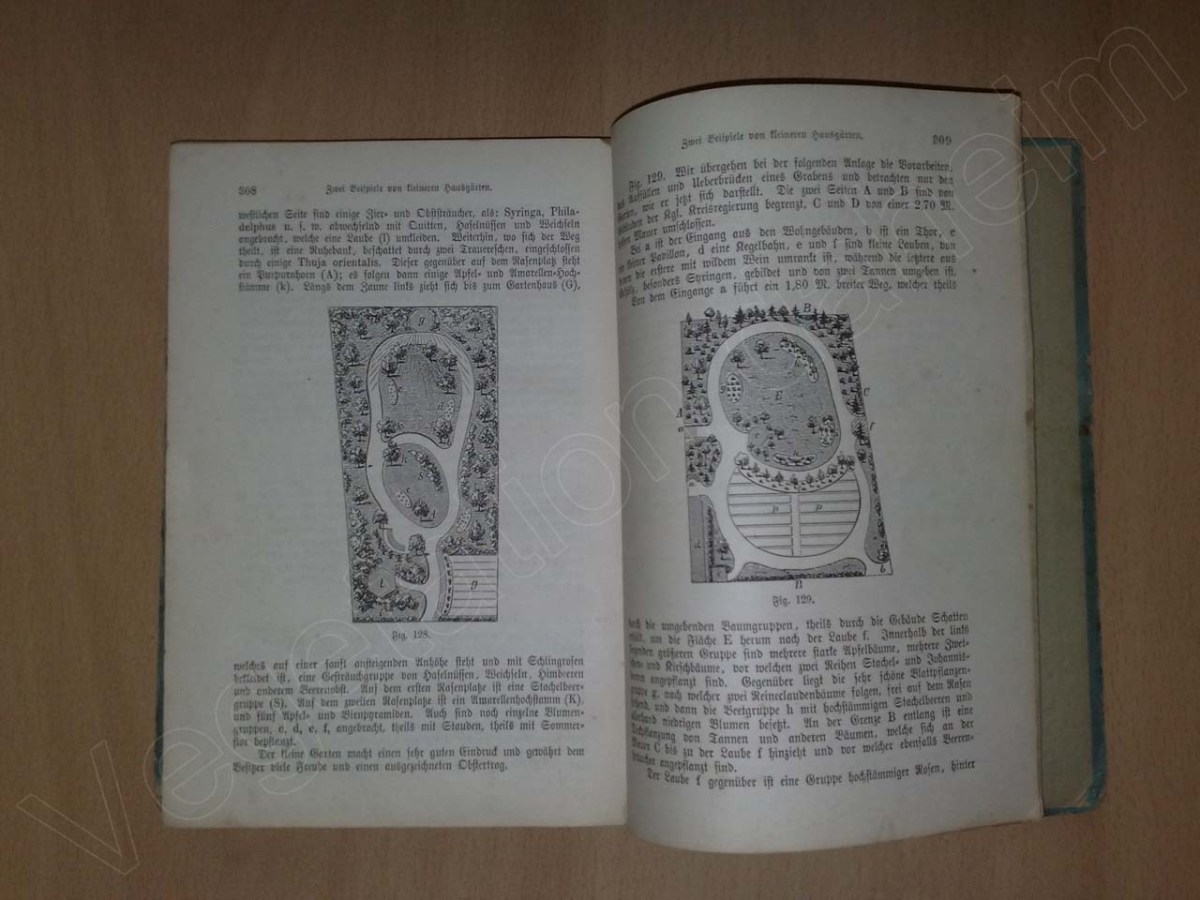 308
Zwei Beispiele von kleineren Hausgärten.
westlichen Seite sind einige Zier- und Obststräucher, als: Syringa, Phila-
delphus u. s. w. abwechselnd mit Quitten, Haselnüssen und Weichseln
angebracht, welche eine Laube (l) umkleiden. Weiterhin, wo sich der Weg
theilt, ist eine Ruhebank, beschattet durch zwei Trauereschen, eingeschlossen
durch einige Thuja orientalis. Dieser gegenüber auf dem Rasenplatz steht
ein Purpurahorn (A); es folgen dann einige Apfel- und Amarellen-Hoch-
stämme (k). Längs dem Zaune links zieht sich bis zum Gartenhaus (G),
g
l
g
Fig. 128.
welches auf einer sanft ansteigenden Anhöhe steht und mit Schlingrosen
bekleidet ist, eine Gesträuchgruppe von Haselnüssen, Weichseln, Himbeeren
und anderem Beerenobst. Auf dem ersten Rasenplatze ist eine Stachelbeer-
gruppe (S). Auf dem zweiten Rasenplatze ist ein Amarellenhochstamm (K)
und fünf Apfel- und Birnpyramiden. Auch sind noch einzelne Blumen-
gruppen, c, d, e, f, angebracht, theils mit Stauden, theils mit Sommer-
flor bepflanzt.
Der kleine Garten macht einen sehr guten Eindruck und gewährt dem
Besitzer viele Freude und einen ausgezeichneten Obstertrag.
Zwei Beispiele von kleineren Hausgärten.
309
Fig. 129. Wir übergehen bei der folgenden Anlage die Vorarbeiten,
das Auffüllen und Ueberbrücken eines Grabens und betrachten nur den
Garten, wie er jetzt sich darstellt. Die zwei Seiten A und B sind von
Gebäuden der Kgl. Kreisregierung begrenzt, C und D von einer 2,70 M.
hohen Mauer umschlossen.
Bei a ist der Eingang aus den Wohngebäuden, b ist ein Thor, c
ein kleiner Pavillon, d eine Kegelbahn, e und f sind kleine Lauben, von
denen die erstere mit wildem Wein umrankt ist, während die letztere aus
Gehölz, besonders Syringen, gebildet und von zwei Tannen umgeben ist.
Von dem Eingange a führt ein 1,80 M. breiter Weg, welcher theils
B
E
g
h
A
a
C
f
p
p
b
B
Fig. 129.
durch die umgebenden Baumgruppen, theils durch die Gebäude Schatten
erhält, um die Fläche E herum nach der Laube f. Innerhalb der links
liegenden größeren Gruppe sind mehrere starke Apfelbäume, mehrere Zwet-
schen- und Kirschbäume, vor welchen zwei Reihen Stachel- und Johannis-
beeren angepflanzt sind. Gegenüber liegt die sehr schöne Blattpflanzen-
gruppe g, nach welcher zwei Reineclaudenbäume folgen, frei auf dem Rasen
stehend, und dann die Beetgruppe h mit hochstämmigen Stachelbeeren und
allerhand niedrigen Blumen besetzt. An der Grenze B entlang ist eine
Deckpflanzung von Tannen und anderen Bäumen, welche sich an der
Mauer C bis zu der Laube f hinzieht und vor welcher ebenfalls Beeren-
sträucher angepflanzt sind.
Der Laube f gegenüber ist eine Gruppe hochstämmiger Rosen, hinter